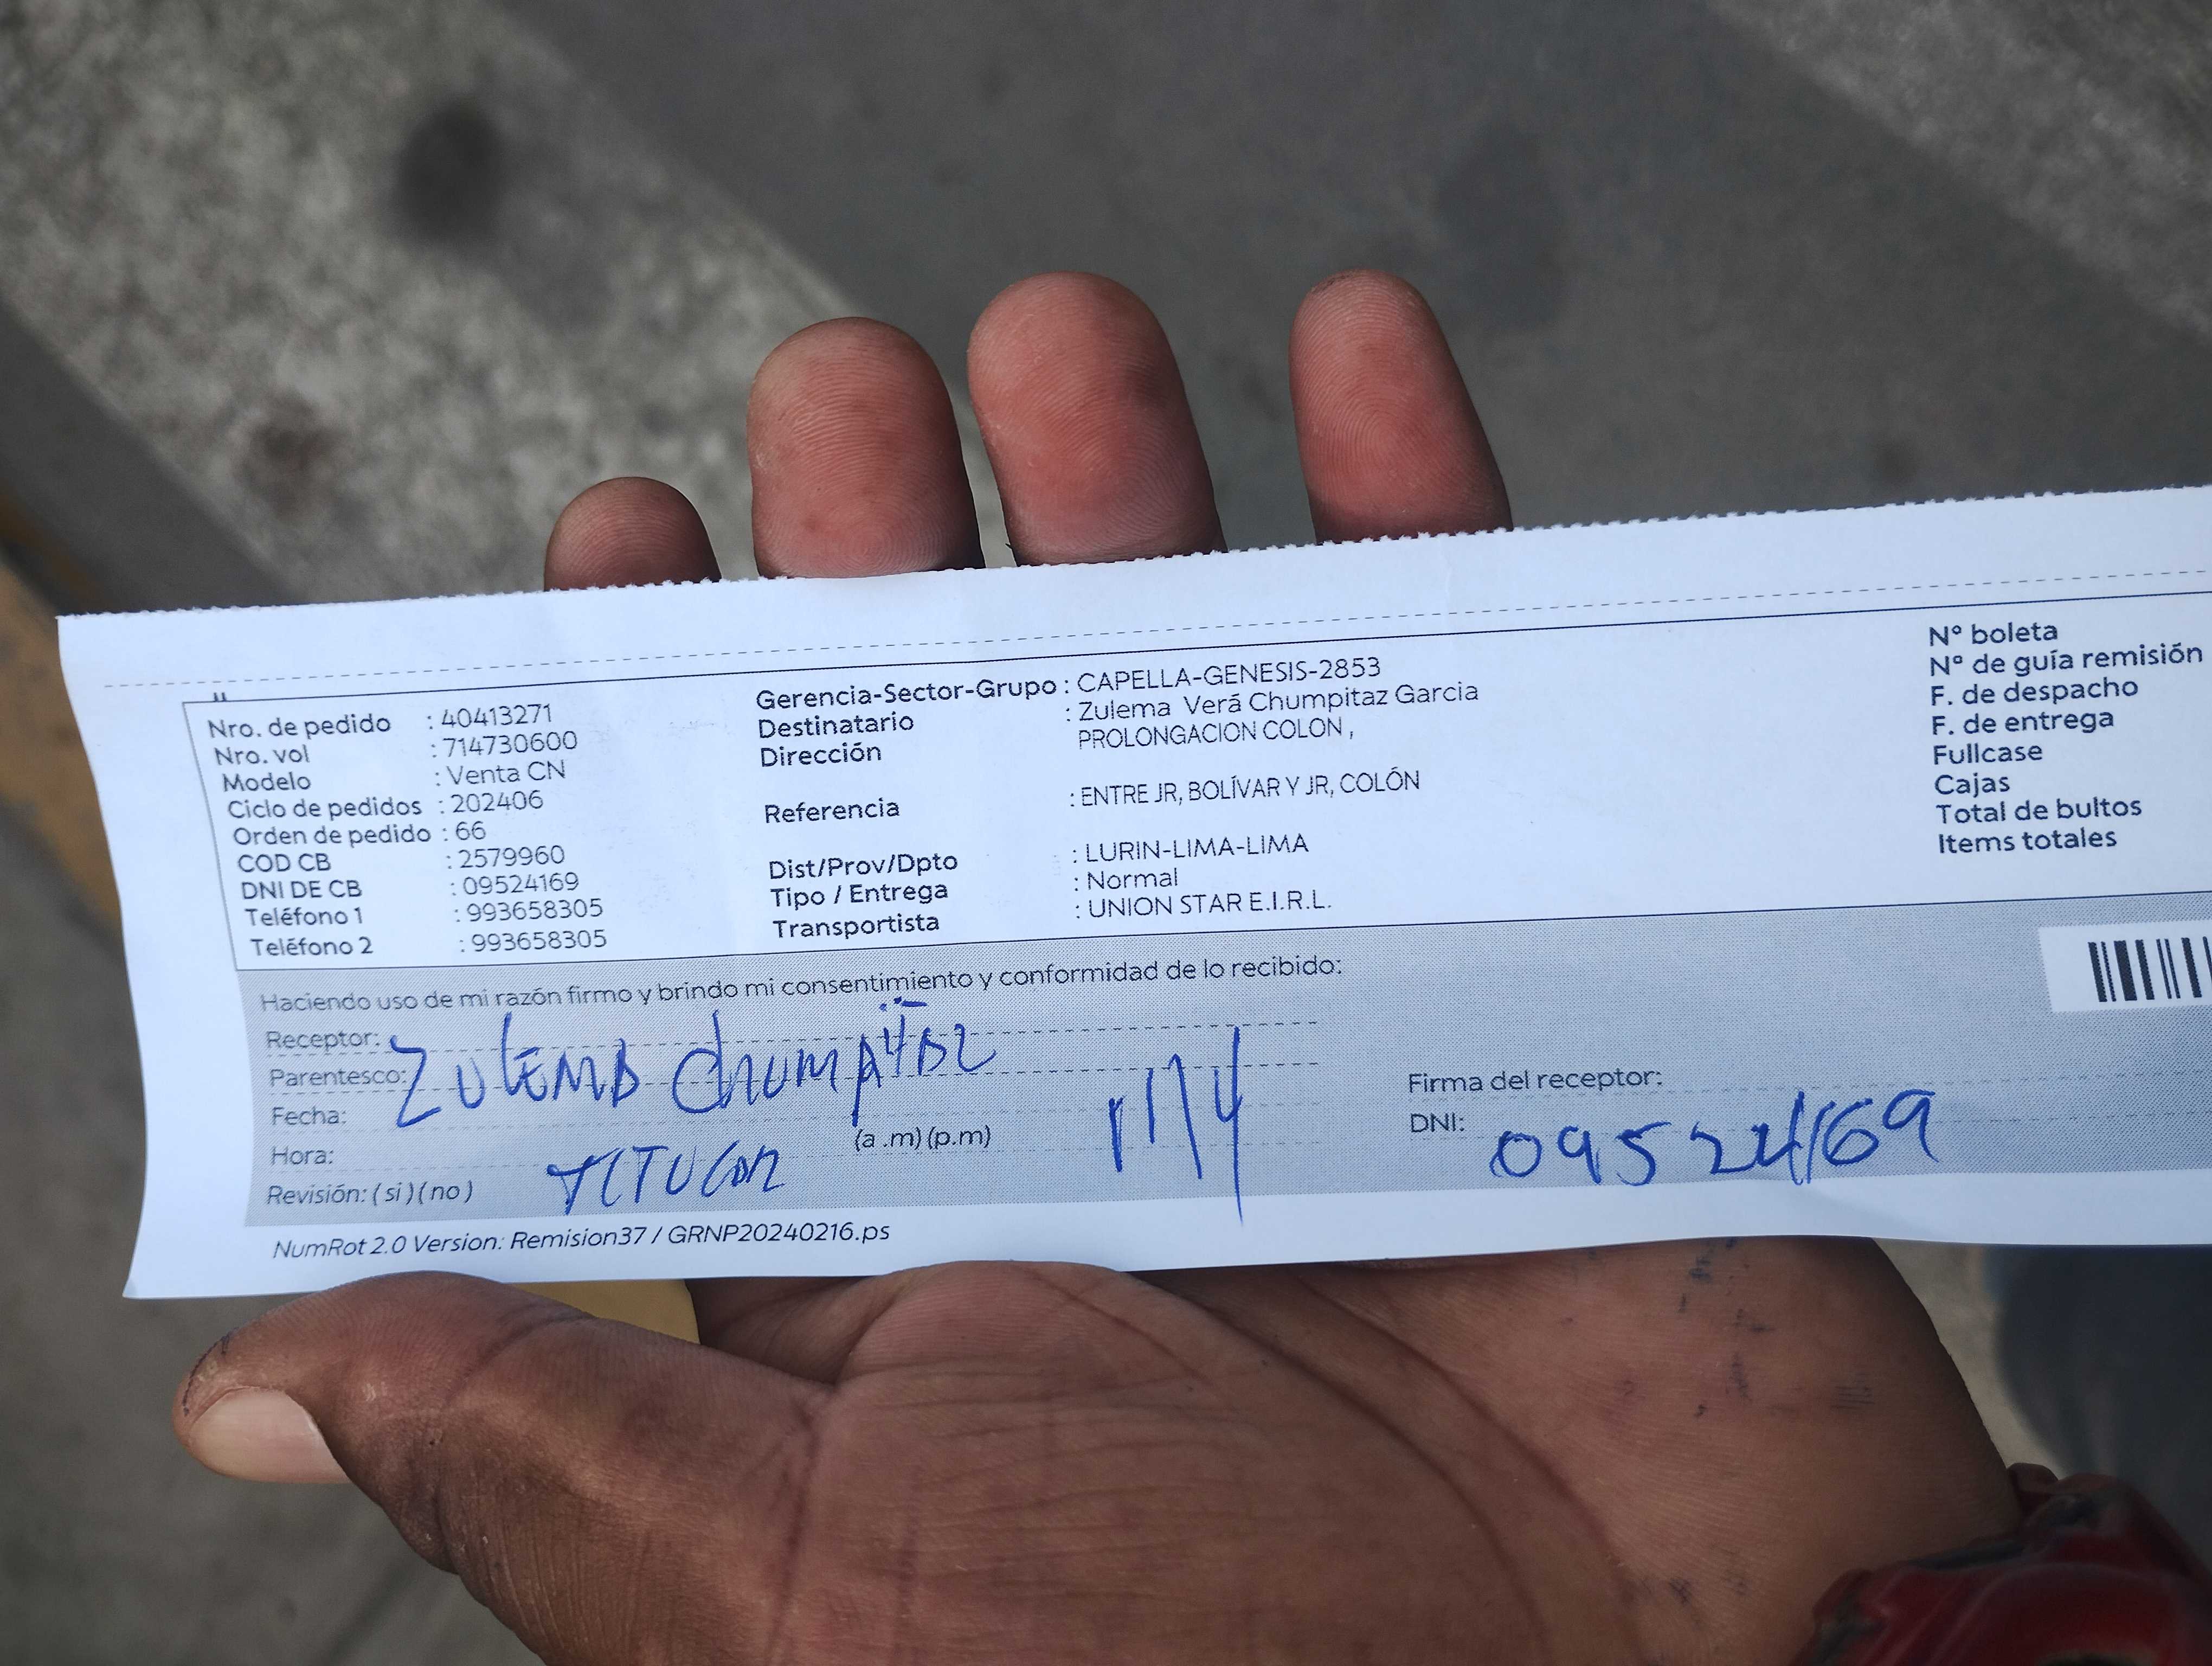 Nro. de pedido : 40413271
Nro. vol : 714730600
Modelo : Venta CN
Ciclo de pedidos : 202406
Orden de pedido : 66
COD CB : 2579960
DNI DE CB : 09524169
Teléfono 1 : 993658305
Teléfono 2 : 993658305
Gerencia-Sector-Grupo : CAPELLA-GENESIS-2853
Destinatario : Zulema Verá Chumpitaz Garcia
Dirección PROLONGACION COLON ,
Referencia : ENTRE JR, BOLÍVAR Y JR, COLÓN
Dist/Prov/Dpto : LURIN-LIMA-LIMA
Tipo / Entrega : Normal
Transportista : UNION STAR E.I.R.L.
Nº boleta
Nº de guía remisión
F. de despacho
F. de entrega
Fullcase
Cajas
Total de bultos
Items totales
Haciendo uso de mi razón firmo y brindo mi consentimiento y conformidad de lo recibido:
Receptor:
Parentesco: Zulema Chumpitaz
Fecha:
Hora: (a .m) (p.m)
Revisión: ( si ) ( no ) TITULAR
Firma del receptor:
DNI: 09524169
NumRot 2.0 Version: Remision37 / GRNP20240216.ps